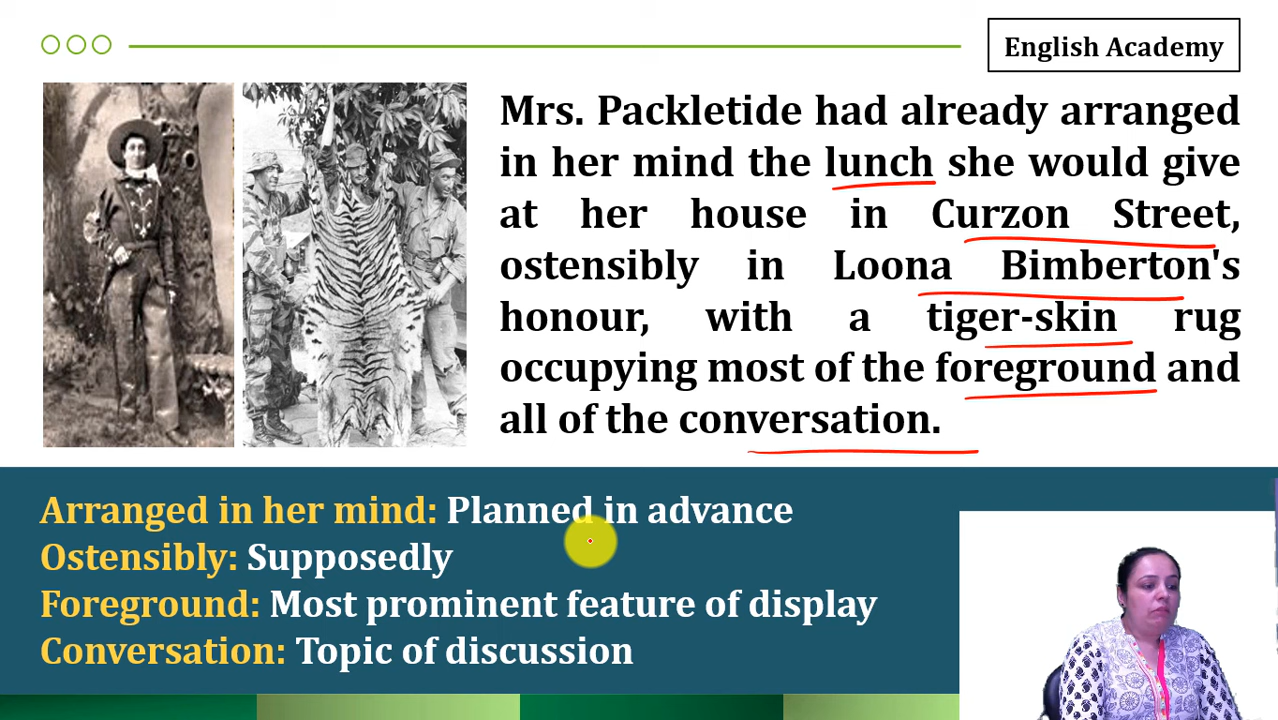 English Academy
Mrs. Packletide had already arranged
in her mind the lunch she would give
at her house in Curzon Street,
ostensibly in Loona Bimberton's
honour, with a tiger-skin rug
occupying most of the foreground and
all of the conversation.
Arranged in her mind: Planned in advance
Ostensibly: Supposedly
Foreground: Most prominent feature of display
Conversation: Topic of discussion